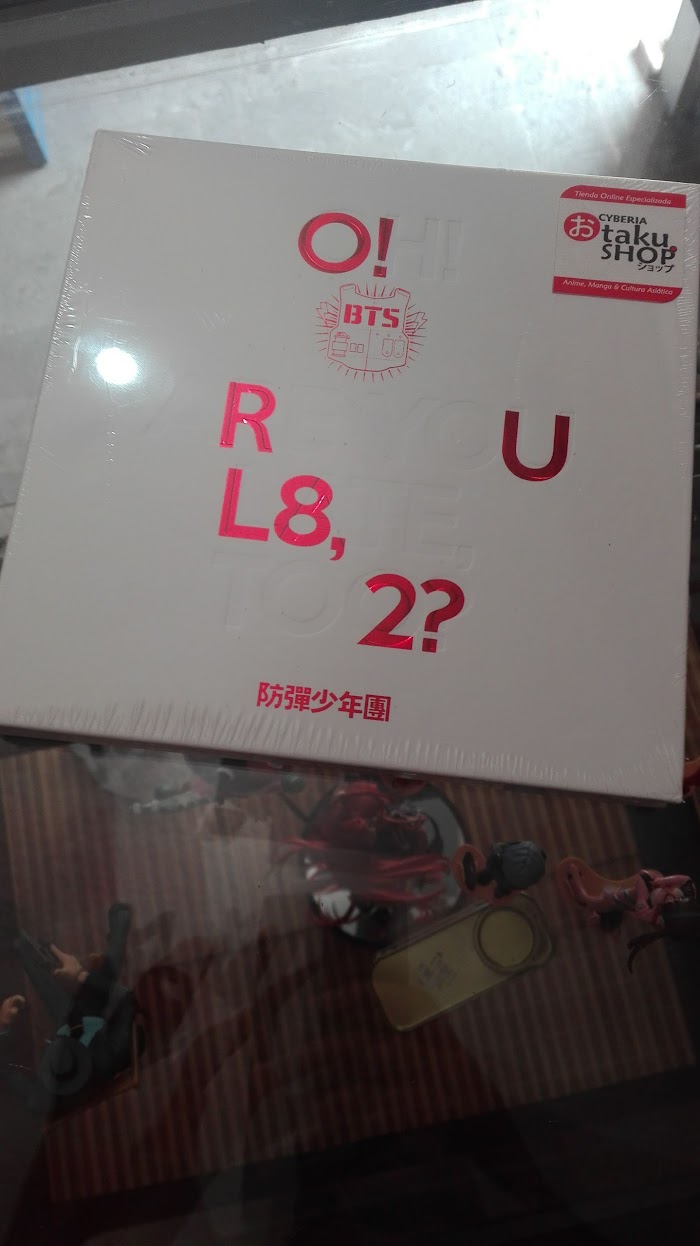 O! H!
BTS
R U
L8,
2?
TOO
防彈少年團
Tienda Online Especializada
お CYBERIA
taku.
SHOP
ショップ
Anime, Manga & Cultura Asiática